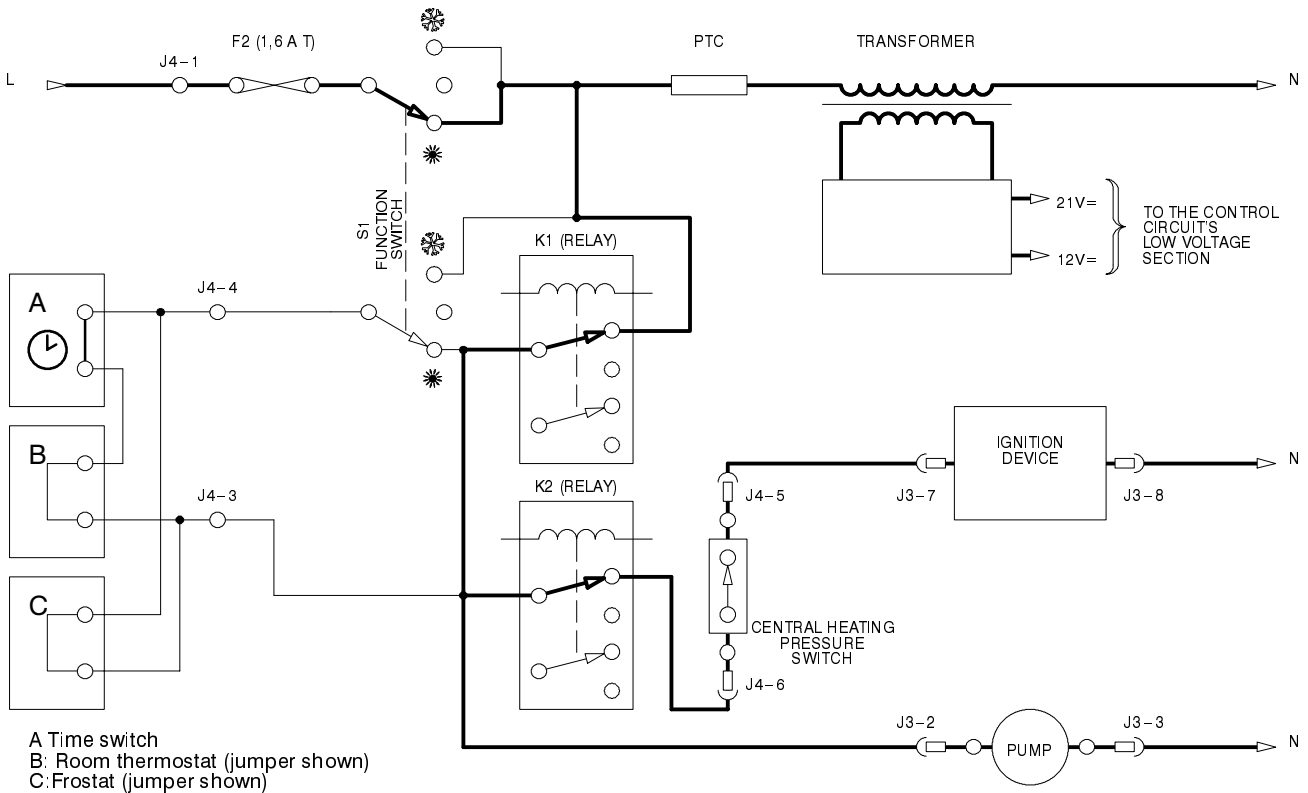 F2 (1,6 A T)
PTC
TRANSFORMER
J4-1
L
N
S1
FUNCTION
SWITCH
21V=
12V=
TO THE CONTROL
CIRCUIT'S
LOW VOLTAGE
SECTION
K1 (RELAY)
A
J4-4
B
J4-3
K2 (RELAY)
J4-5
IGNITION
DEVICE
J3-7
J3-8
N
C
CENTRAL HEATING
PRESSURE
SWITCH
J4-6
J3-2
J3-3
PUMP
N
A Time switch
B: Room thermostat (jumper shown)
C:Frostat (jumper shown)